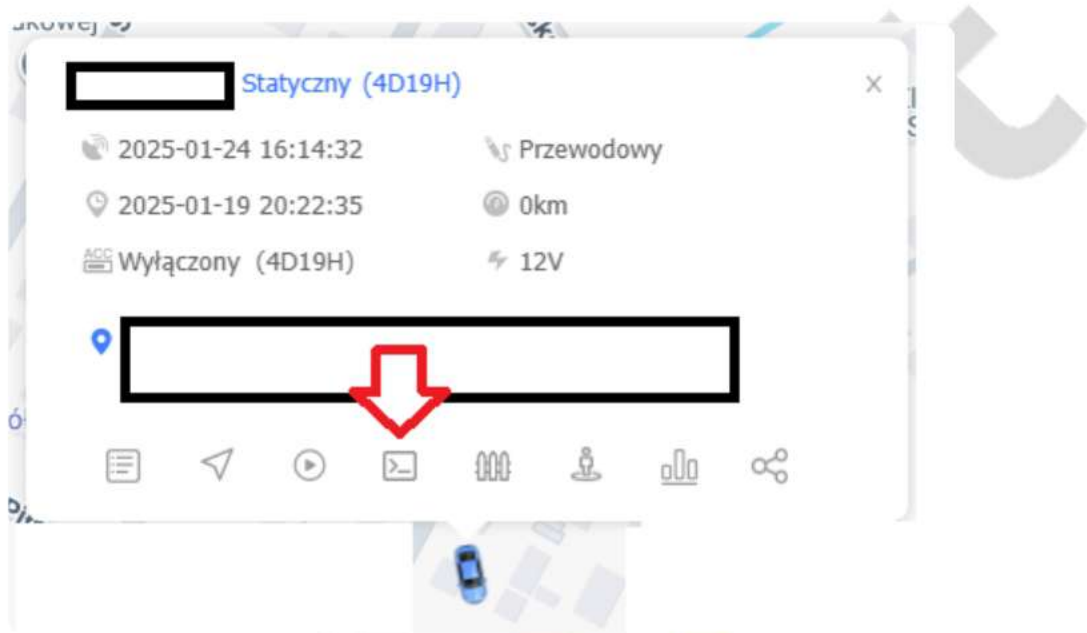 Statyczny (4D19H)
2025-01-24 16:14:32
Przewodowy
2025-01-19 20:22:35
0km
ACC
Wyłączony (4D19H)
12V